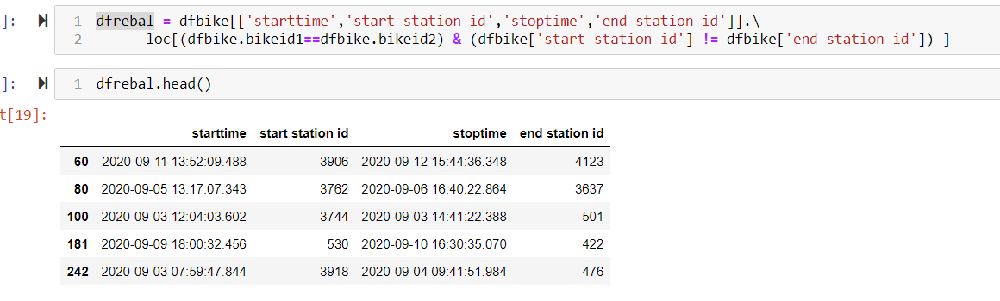 ]: 1 dfrebal = dfbike[['starttime','start station id','stoptime','end station id']].\
2 loc[(dfbike.bikeid1==dfbike.bikeid2) & (dfbike['start station id'] != dfbike['end station id']) ]
]: 1 dfrebal.head()
t[19]:
starttime start station id stoptime end station id
60 2020-09-11 13:52:09.488 3906 2020-09-12 15:44:36.348 4123
80 2020-09-05 13:17:07.343 3762 2020-09-06 16:40:22.864 3637
100 2020-09-03 12:04:03.602 3744 2020-09-03 14:41:22.388 501
181 2020-09-09 18:00:32.456 530 2020-09-10 16:30:35.070 422
242 2020-09-03 07:59:47.844 3918 2020-09-04 09:41:51.984 476